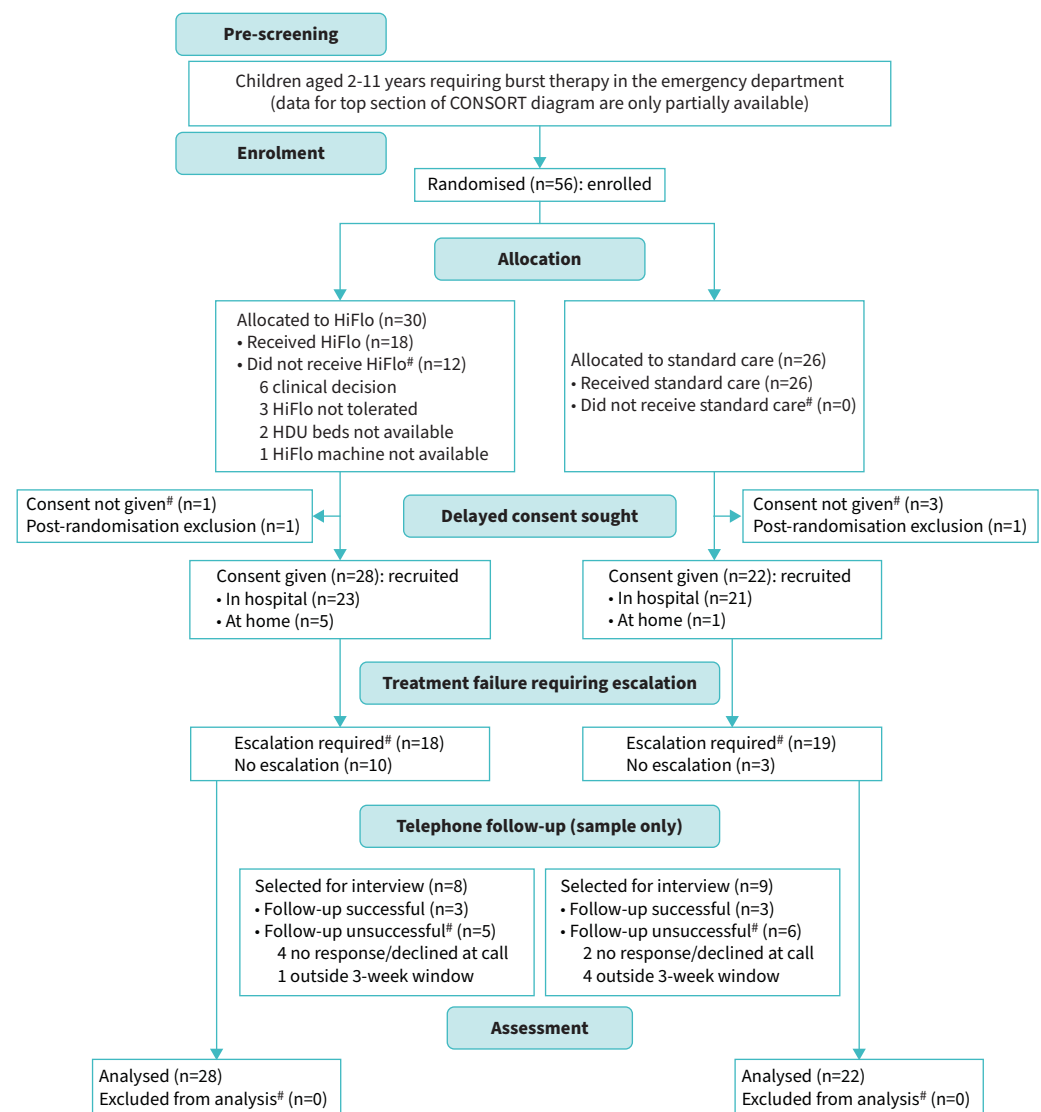 Pre-screening
Children aged 2-11 years requiring burst therapy in the emergency department
(data for top section of CONSORT diagram are only partially available)
Enrolment
Randomised (n=56): enrolled
Allocation
Allocated to HiFlo (n=30)
• Received HiFlo (n=18)
• Did not receive HiFlo# (n=12)
6 clinical decision
3 HiFlo not tolerated
2 HDU beds not available
1 HiFlo machine not available
Allocated to standard care (n=26)
• Received standard care (n=26)
• Did not receive standard care# (n=0)
Consent not given# (n=1)
Post-randomisation exclusion (n=1)
Delayed consent sought
Consent not given# (n=3)
Post-randomisation exclusion (n=1)
Consent given (n=28): recruited
• In hospital (n=23)
• At home (n=5)
Consent given (n=22): recruited
• In hospital (n=21)
• At home (n=1)
Treatment failure requiring escalation
Escalation required# (n=18)
No escalation (n=10)
Escalation required# (n=19)
No escalation (n=3)
Telephone follow-up (sample only)
Selected for interview (n=8)
• Follow-up successful (n=3)
• Follow-up unsuccessful# (n=5)
4 no response/declined at call
1 outside 3-week window
Selected for interview (n=9)
• Follow-up successful (n=3)
• Follow-up unsuccessful# (n=6)
2 no response/declined at call
4 outside 3-week window
Assessment
Analysed (n=28)
Excluded from analysis# (n=0)
Analysed (n=22)
Excluded from analysis# (n=0)